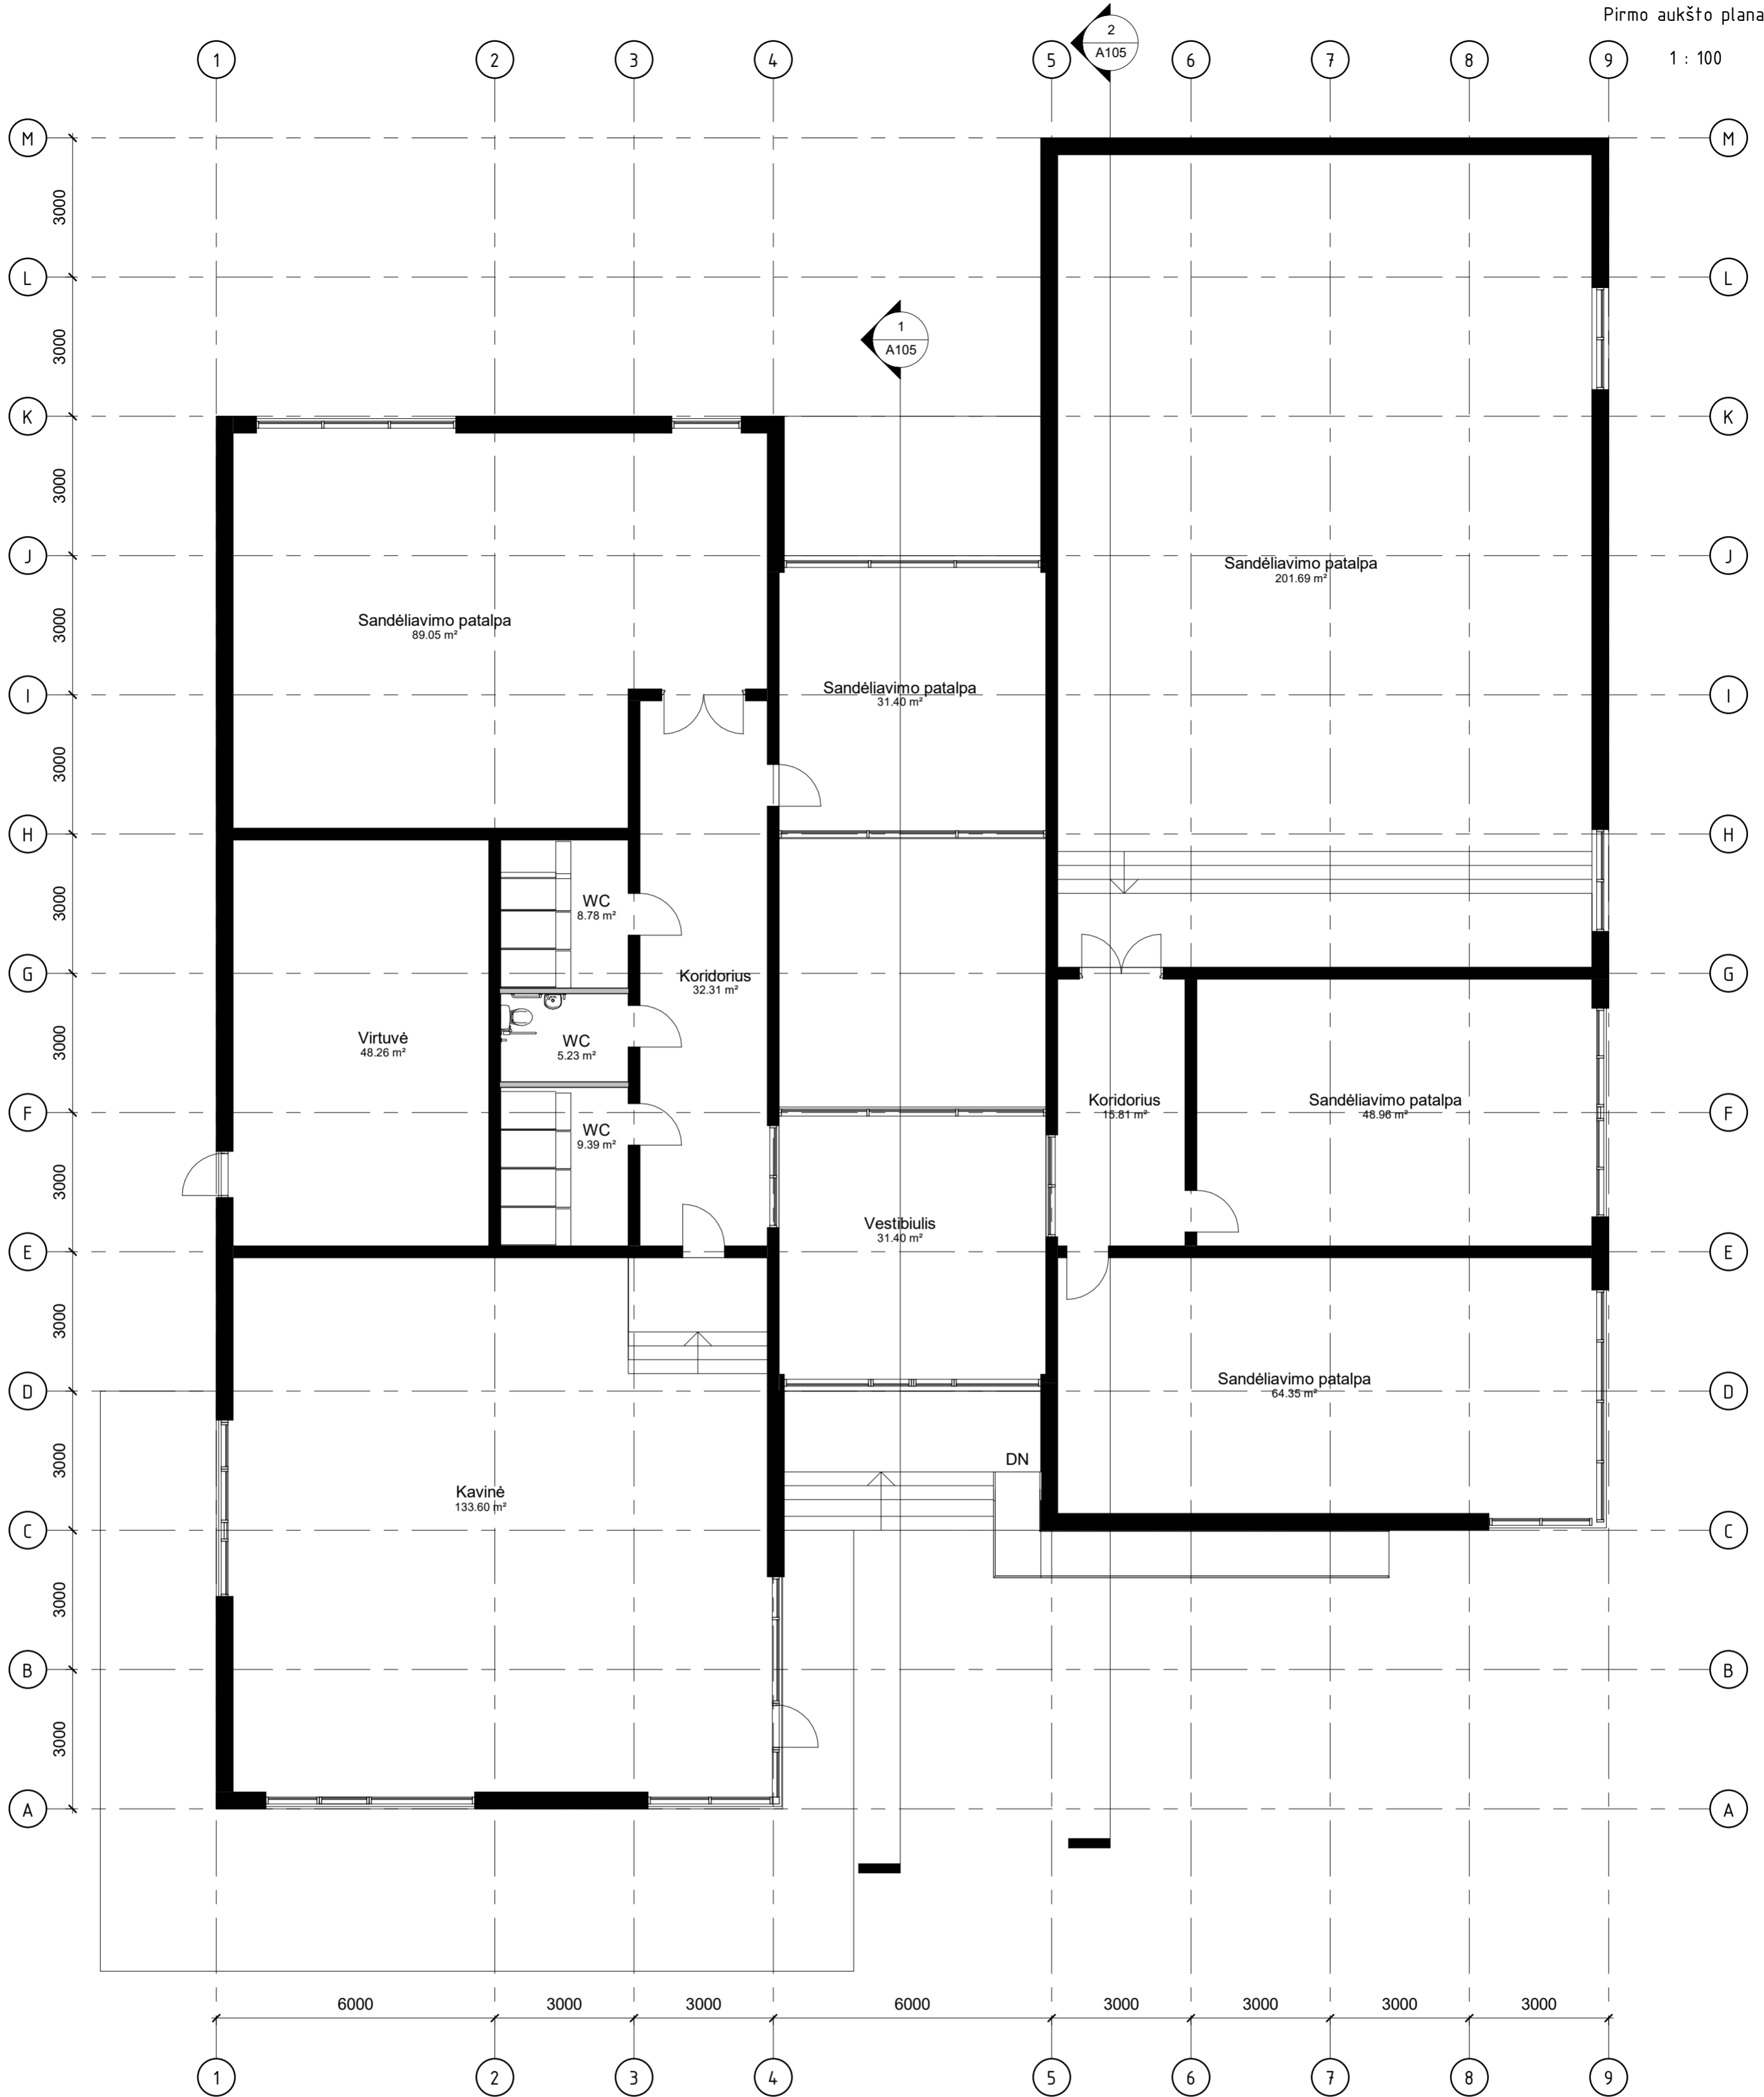 Pirmo aukšto plana
1 : 100
2
A105
1
2
3
4
5
6
7
8
9
M
M
3000
L
L
3000
1
A105
K
K
3000
J
J
Sandėliavimo patalpa
201.69 m²
3000
Sandėliavimo patalpa
89.05 m²
Sandėliavimo patalpa
31.40 m²
I
I
3000
H
H
3000
WC
8.78 m²
G
G
Koridorius
32.31 m²
3000
Virtuvė
48.26 m²
WC
5.23 m²
F
F
Koridorius
15.81 m²
Sandėliavimo patalpa
48.96 m²
WC
9.39 m²
3000
Vestibiulis
31.40 m²
E
E
3000
D
D
Sandėliavimo patalpa
64.35 m²
3000
DN
Kavinė
133.60 m²
C
C
3000
B
B
3000
A
A
6000
3000
3000
6000
3000
3000
3000
3000
1
2
3
4
5
6
7
8
9